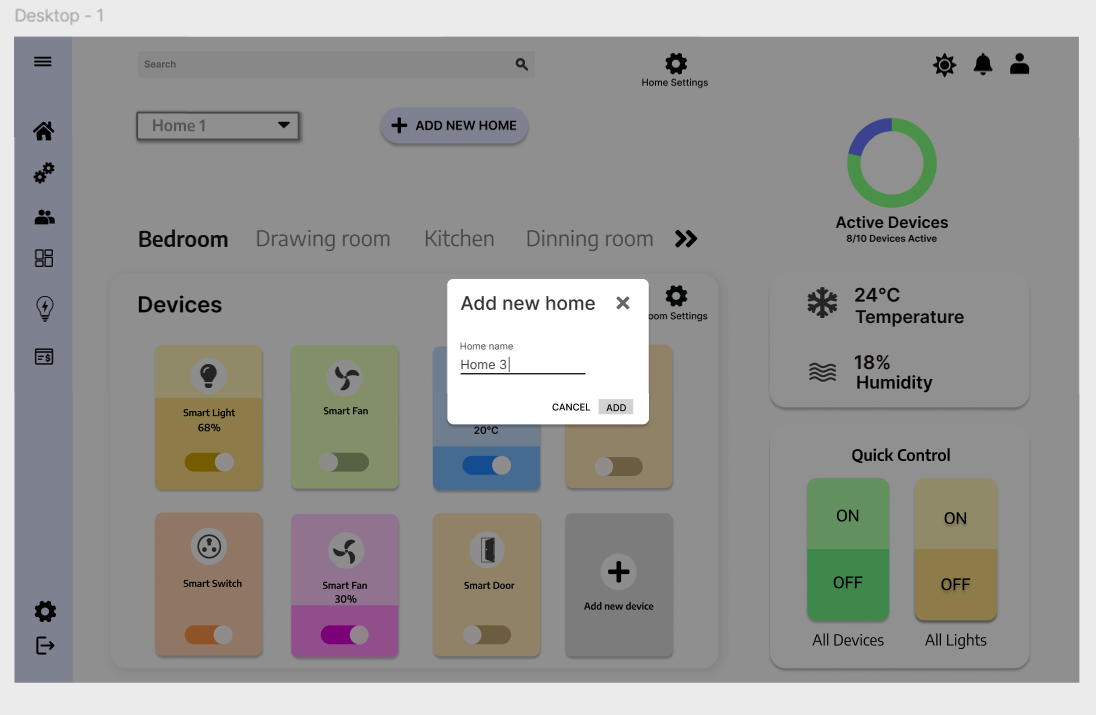 Desktop - 1
Search
Home Settings
Home 1
ADD NEW HOME
Active Devices
8/10 Devices Active
Bedroom
Drawing room
Kitchen
Dinning room
Devices
oom Settings
Add new home
Home name
Home 3
CANCEL
ADD
24°C
Temperature
18%
Humidity
Smart Light
68%
Smart Fan
20°C
Smart Switch
Smart Fan
30%
Smart Door
Add new device
Quick Control
ON
ON
OFF
OFF
All Devices
All Lights